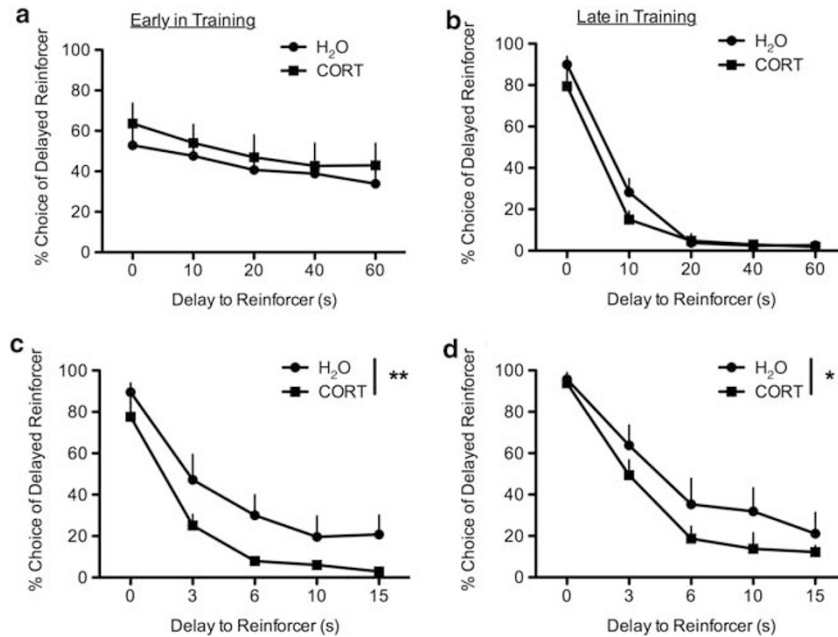 a
Early in Training
H₂O
CORT
% Choice of Delayed Reinforcer
100
80
60
40
20
0
0 10 20 40 60
Delay to Reinforcer (s)
b
Late in Training
H₂O
CORT
% Choice of Delayed Reinforcer
100
80
60
40
20
0
0 10 20 40 60
Delay to Reinforcer (s)
c
H₂O
CORT
**
% Choice of Delayed Reinforcer
100
80
60
40
20
0
0 3 6 10 15
Delay to Reinforcer (s)
d
H₂O
CORT
*
% Choice of Delayed Reinforcer
100
80
60
40
20
0
0 3 6 10 15
Delay to Reinforcer (s)